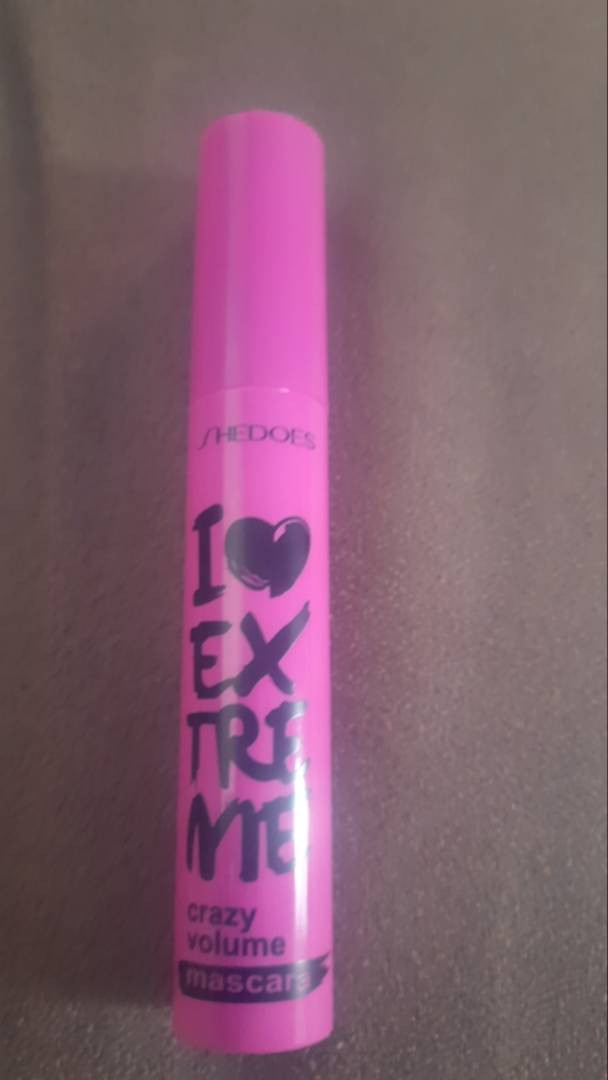 SHEDOES
I
EX
TRE
ME
crazy
volume
mascara